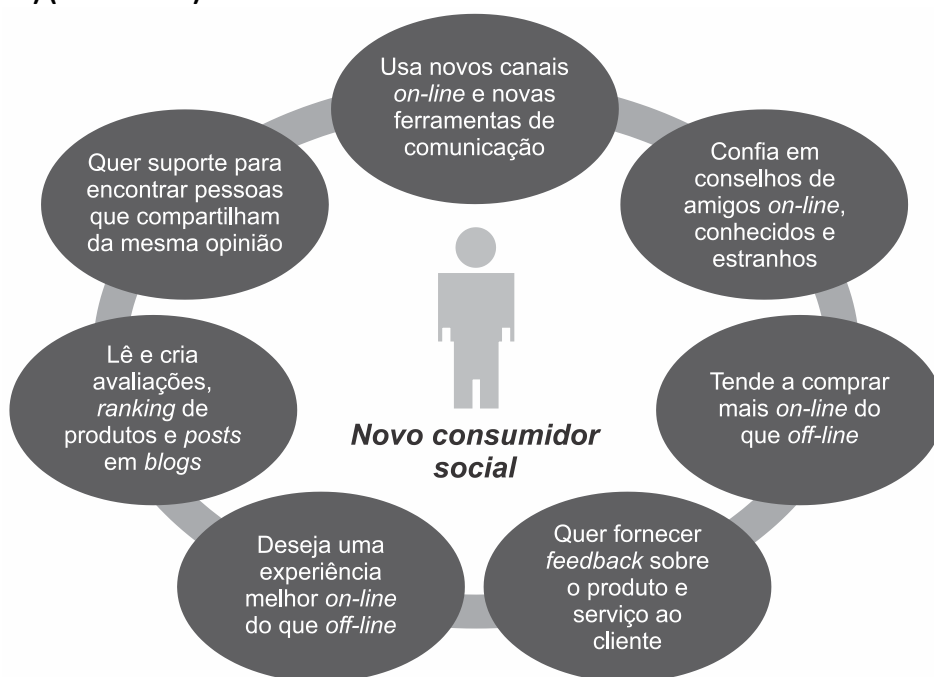 Usa novos canais
on-line e novas
ferramentas de
comunicação
Confia em
conselhos de
amigos on-line,
conhecidos e
estranhos
Tende a comprar
mais on-line do
que off-line
Quer fornecer
feedback sobre
o produto e
serviço ao
cliente
Deseja uma
experiência
melhor on-line
do que off-line
Lê e cria
avaliações,
ranking de
produtos e posts
em blogs
Quer suporte para
encontrar pessoas
que compartilham
da mesma opinião
Novo consumidor
social